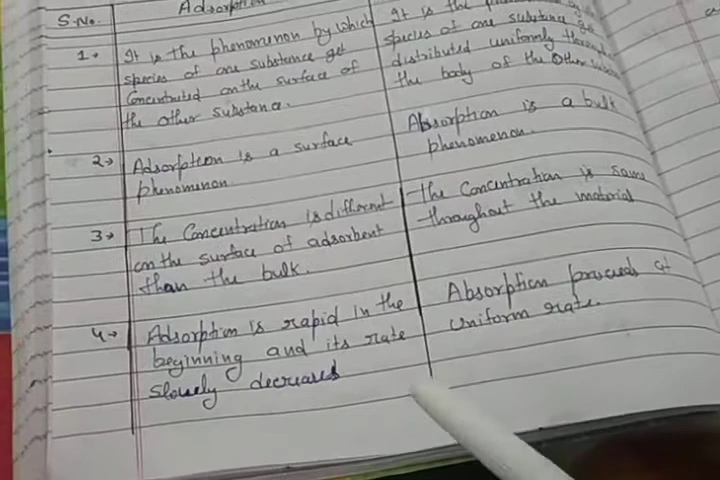 S.No. Adsorption
1. It is the phenomenon by which
species of one substance get
Concentrated on the surface of
the other substance.
It is the
species of one substance get
distributed uniformly through
the body of the other
2→ Adsorption is a surface
phenomenon
Absorption is a bulk
phenomenon.
3→ The Concentration is different
on the surface of adsorbent
than the bulk.
The Concentration is same
throughout the material
4→ Adsorption is rapid in the
beginning and its rate
slowely decreases
Absorption proceeds at
uniform rate.